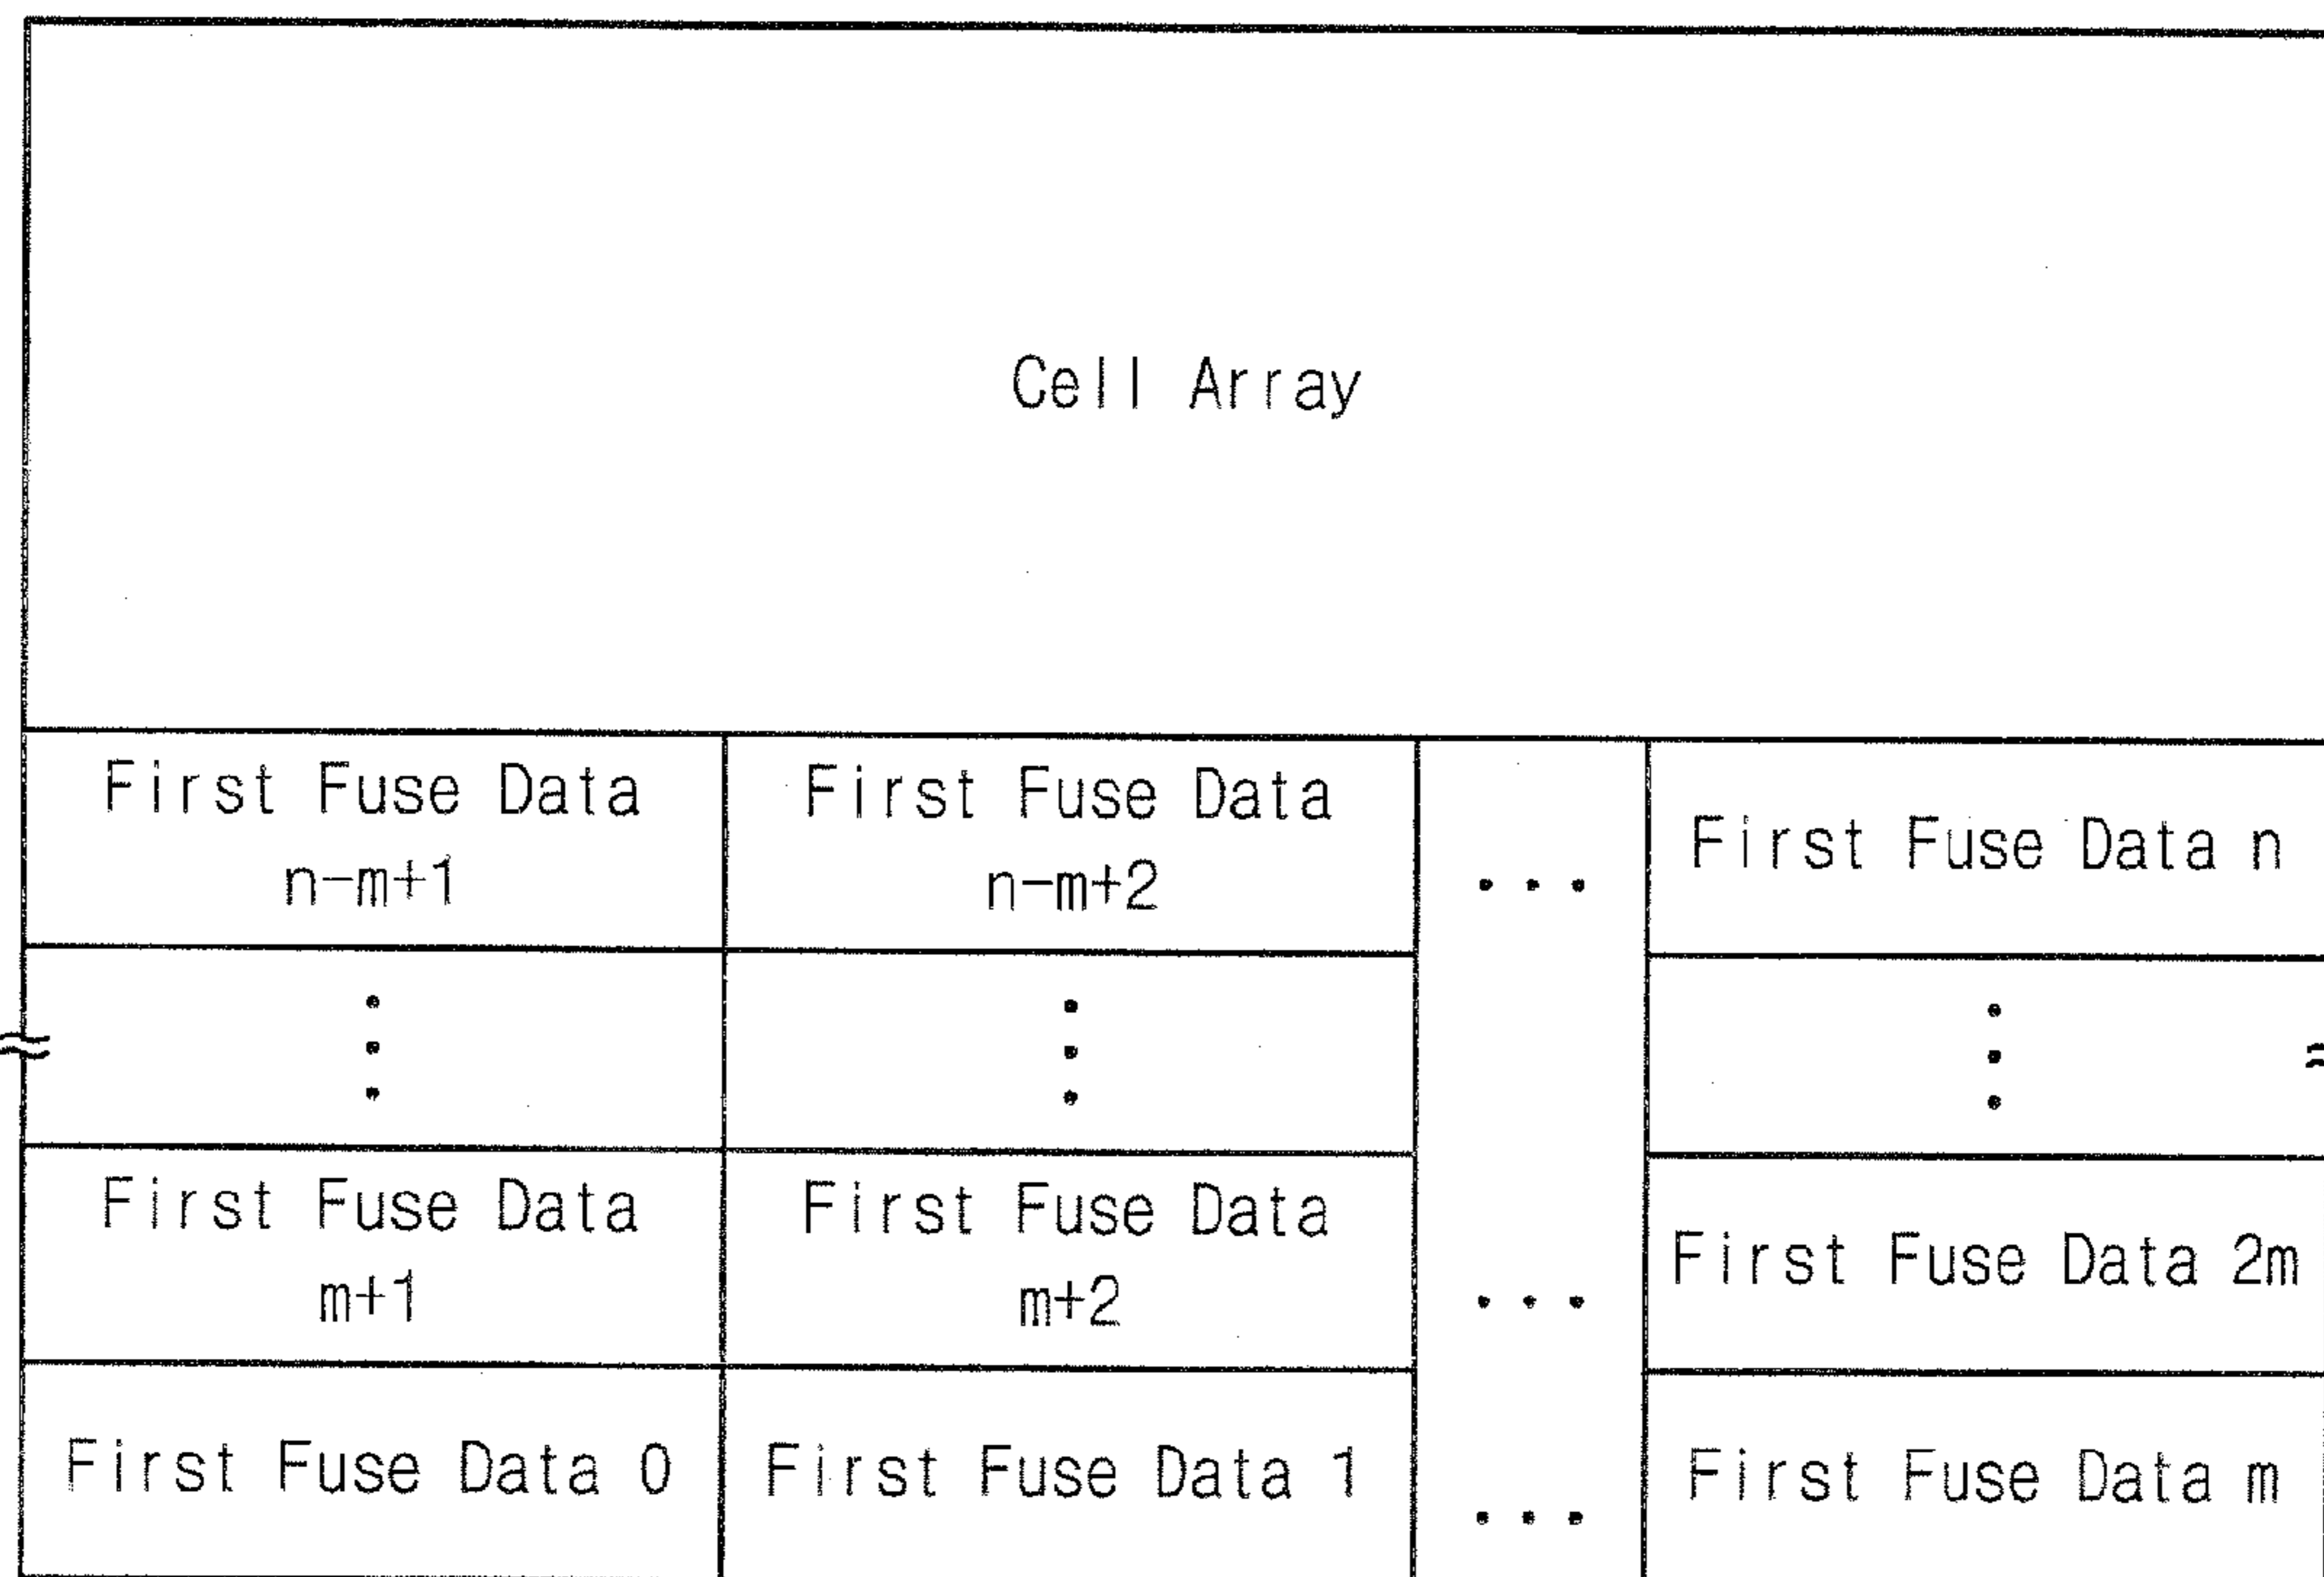 Cell Array
First Fuse Data
n-m+1
First Fuse Data
n-m+2
...
First Fuse Data n
First Fuse Data
m+1
First Fuse Data
m+2
...
First Fuse Data 2m
First Fuse Data 0
First Fuse Data 1
...
First Fuse Data m